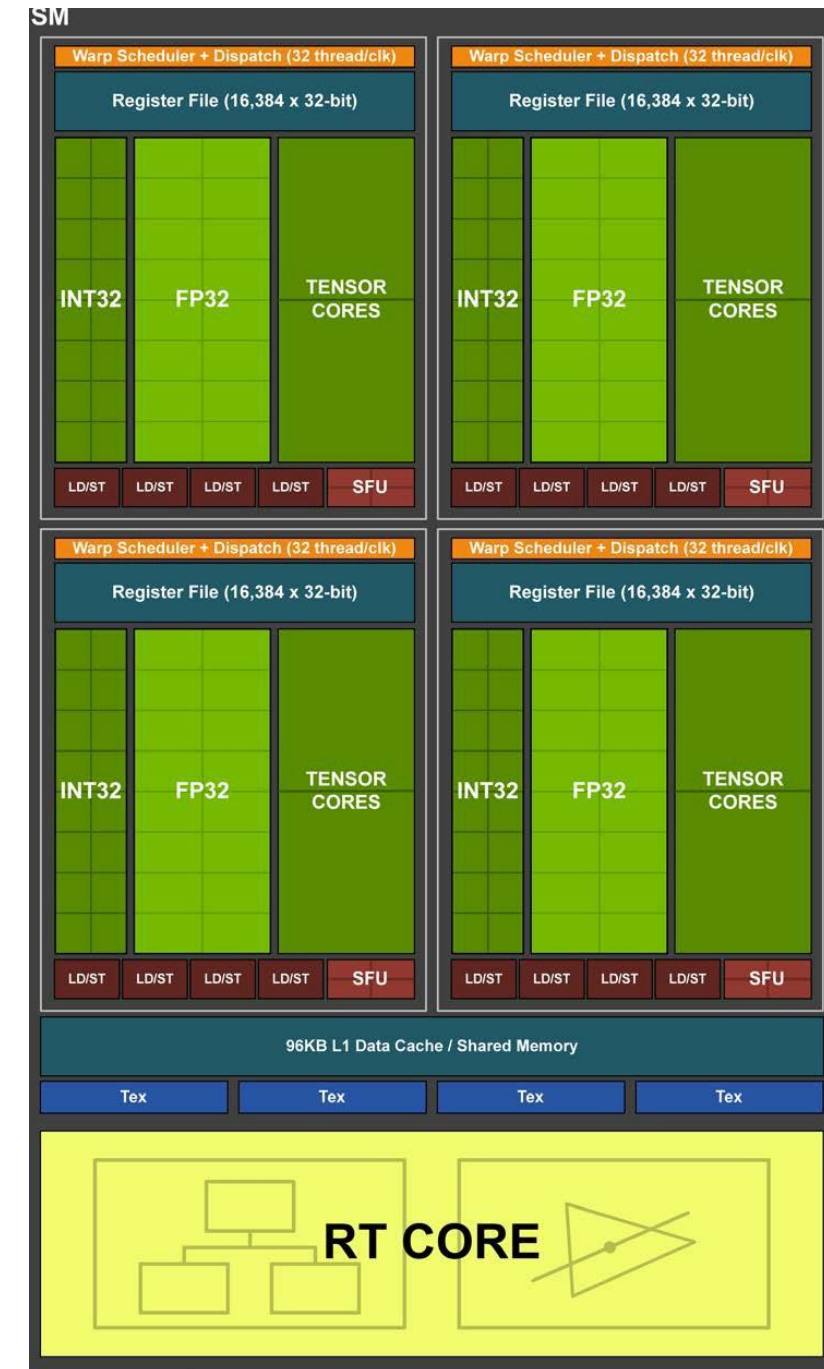 SM
Warp Scheduler + Dispatch (32 thread/clk)
Register File (16,384 x 32-bit)
INT32
FP32
TENSOR
CORES
LD/ST
LD/ST
LD/ST
LD/ST
SFU
Warp Scheduler + Dispatch (32 thread/clk)
Register File (16,384 x 32-bit)
INT32
FP32
TENSOR
CORES
LD/ST
LD/ST
LD/ST
LD/ST
SFU
Warp Scheduler + Dispatch (32 thread/clk)
Register File (16,384 x 32-bit)
INT32
FP32
TENSOR
CORES
LD/ST
LD/ST
LD/ST
LD/ST
SFU
Warp Scheduler + Dispatch (32 thread/clk)
Register File (16,384 x 32-bit)
INT32
FP32
TENSOR
CORES
LD/ST
LD/ST
LD/ST
LD/ST
SFU
96KB L1 Data Cache / Shared Memory
Tex
Tex
Tex
Tex
RT CORE